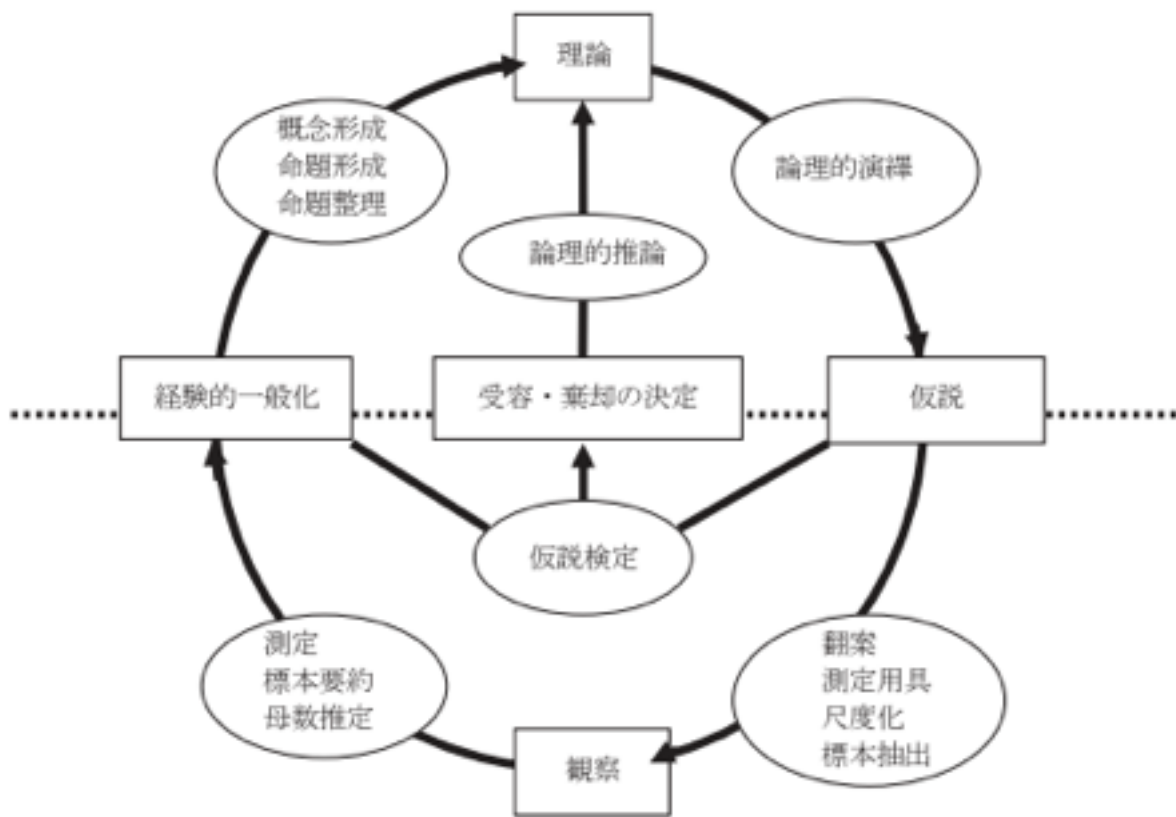 理論
概念形成
命題形成
命題整理
論理的演繹
論理的推論
経験的一般化
受容・棄却の決定
仮説
仮説検定
測定
標本要約
母数推定
翻案
測定用具
尺度化
標本抽出
観察